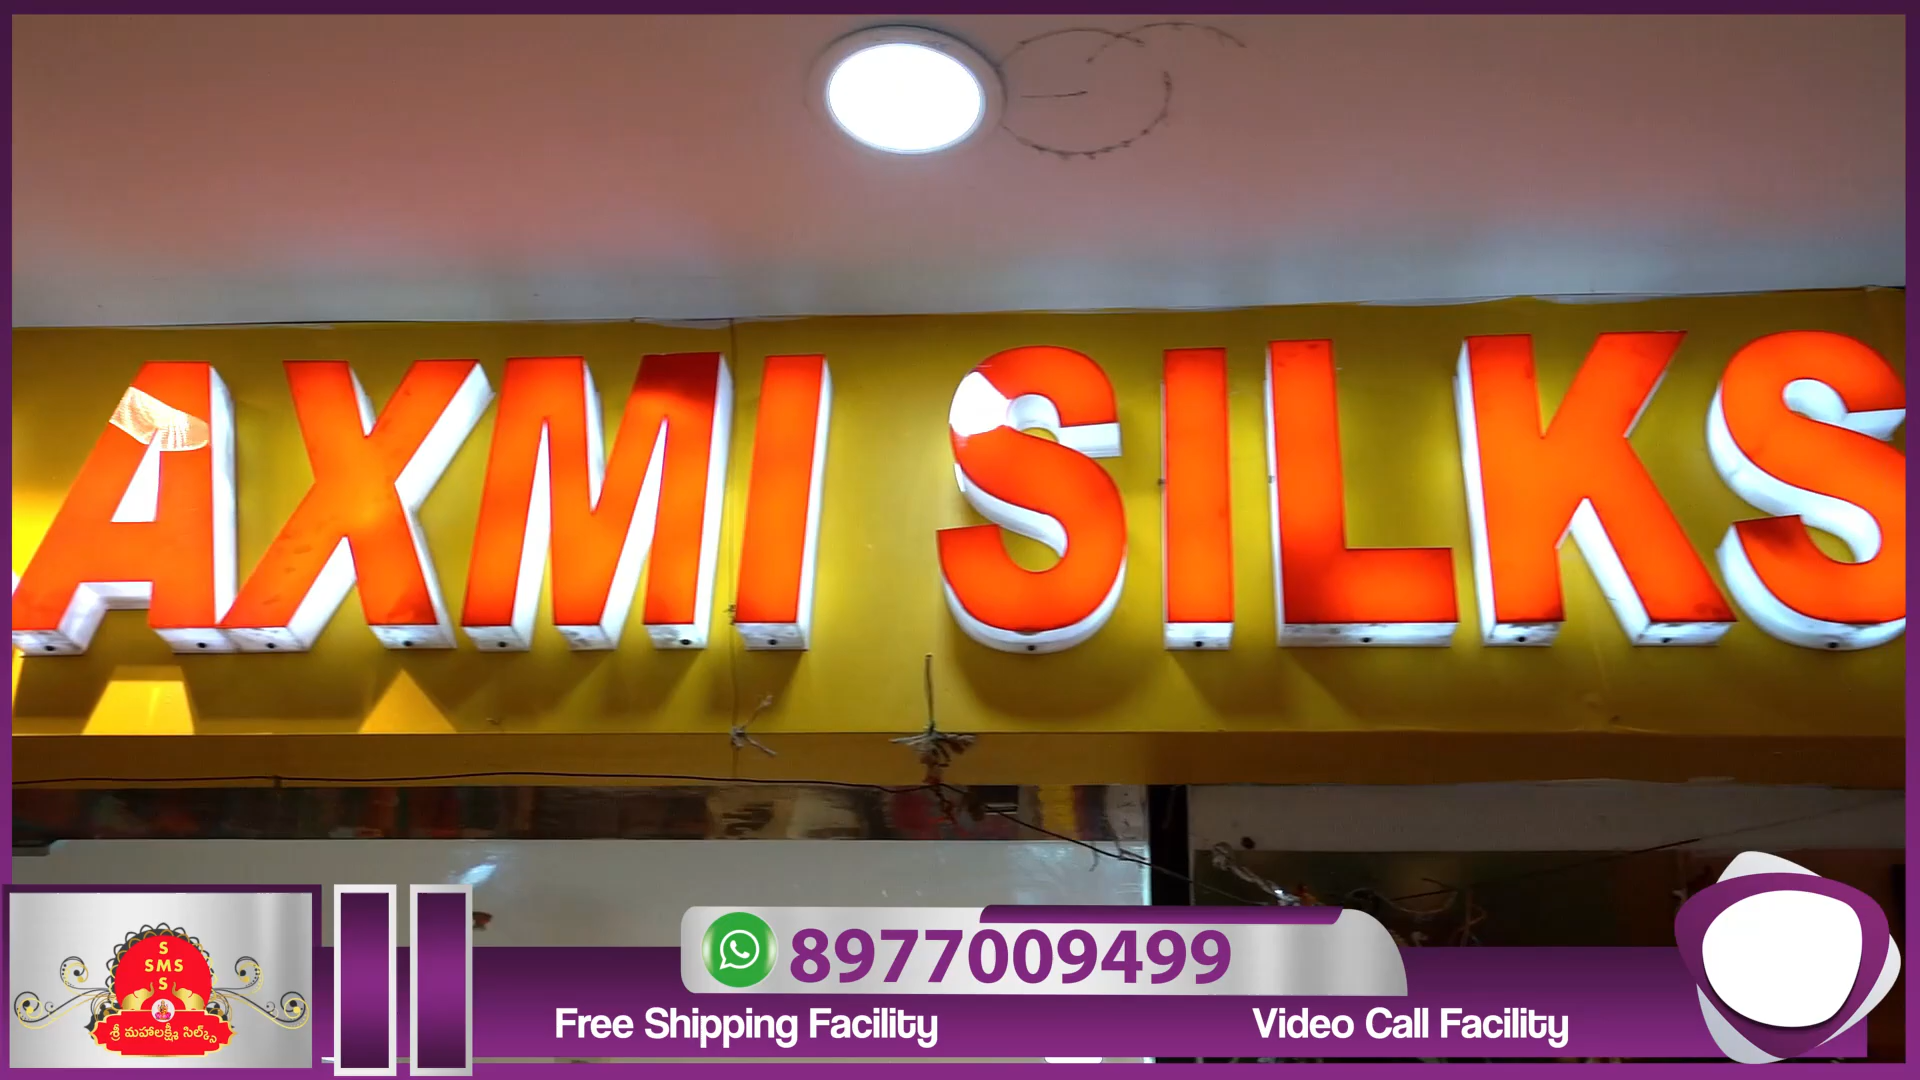 AXMI SILKS
S
SMS
S
శ్రీ మహాలక్ష్మీ సిల్క్స్
8977009499
Free Shipping Facility
Video Call Facility